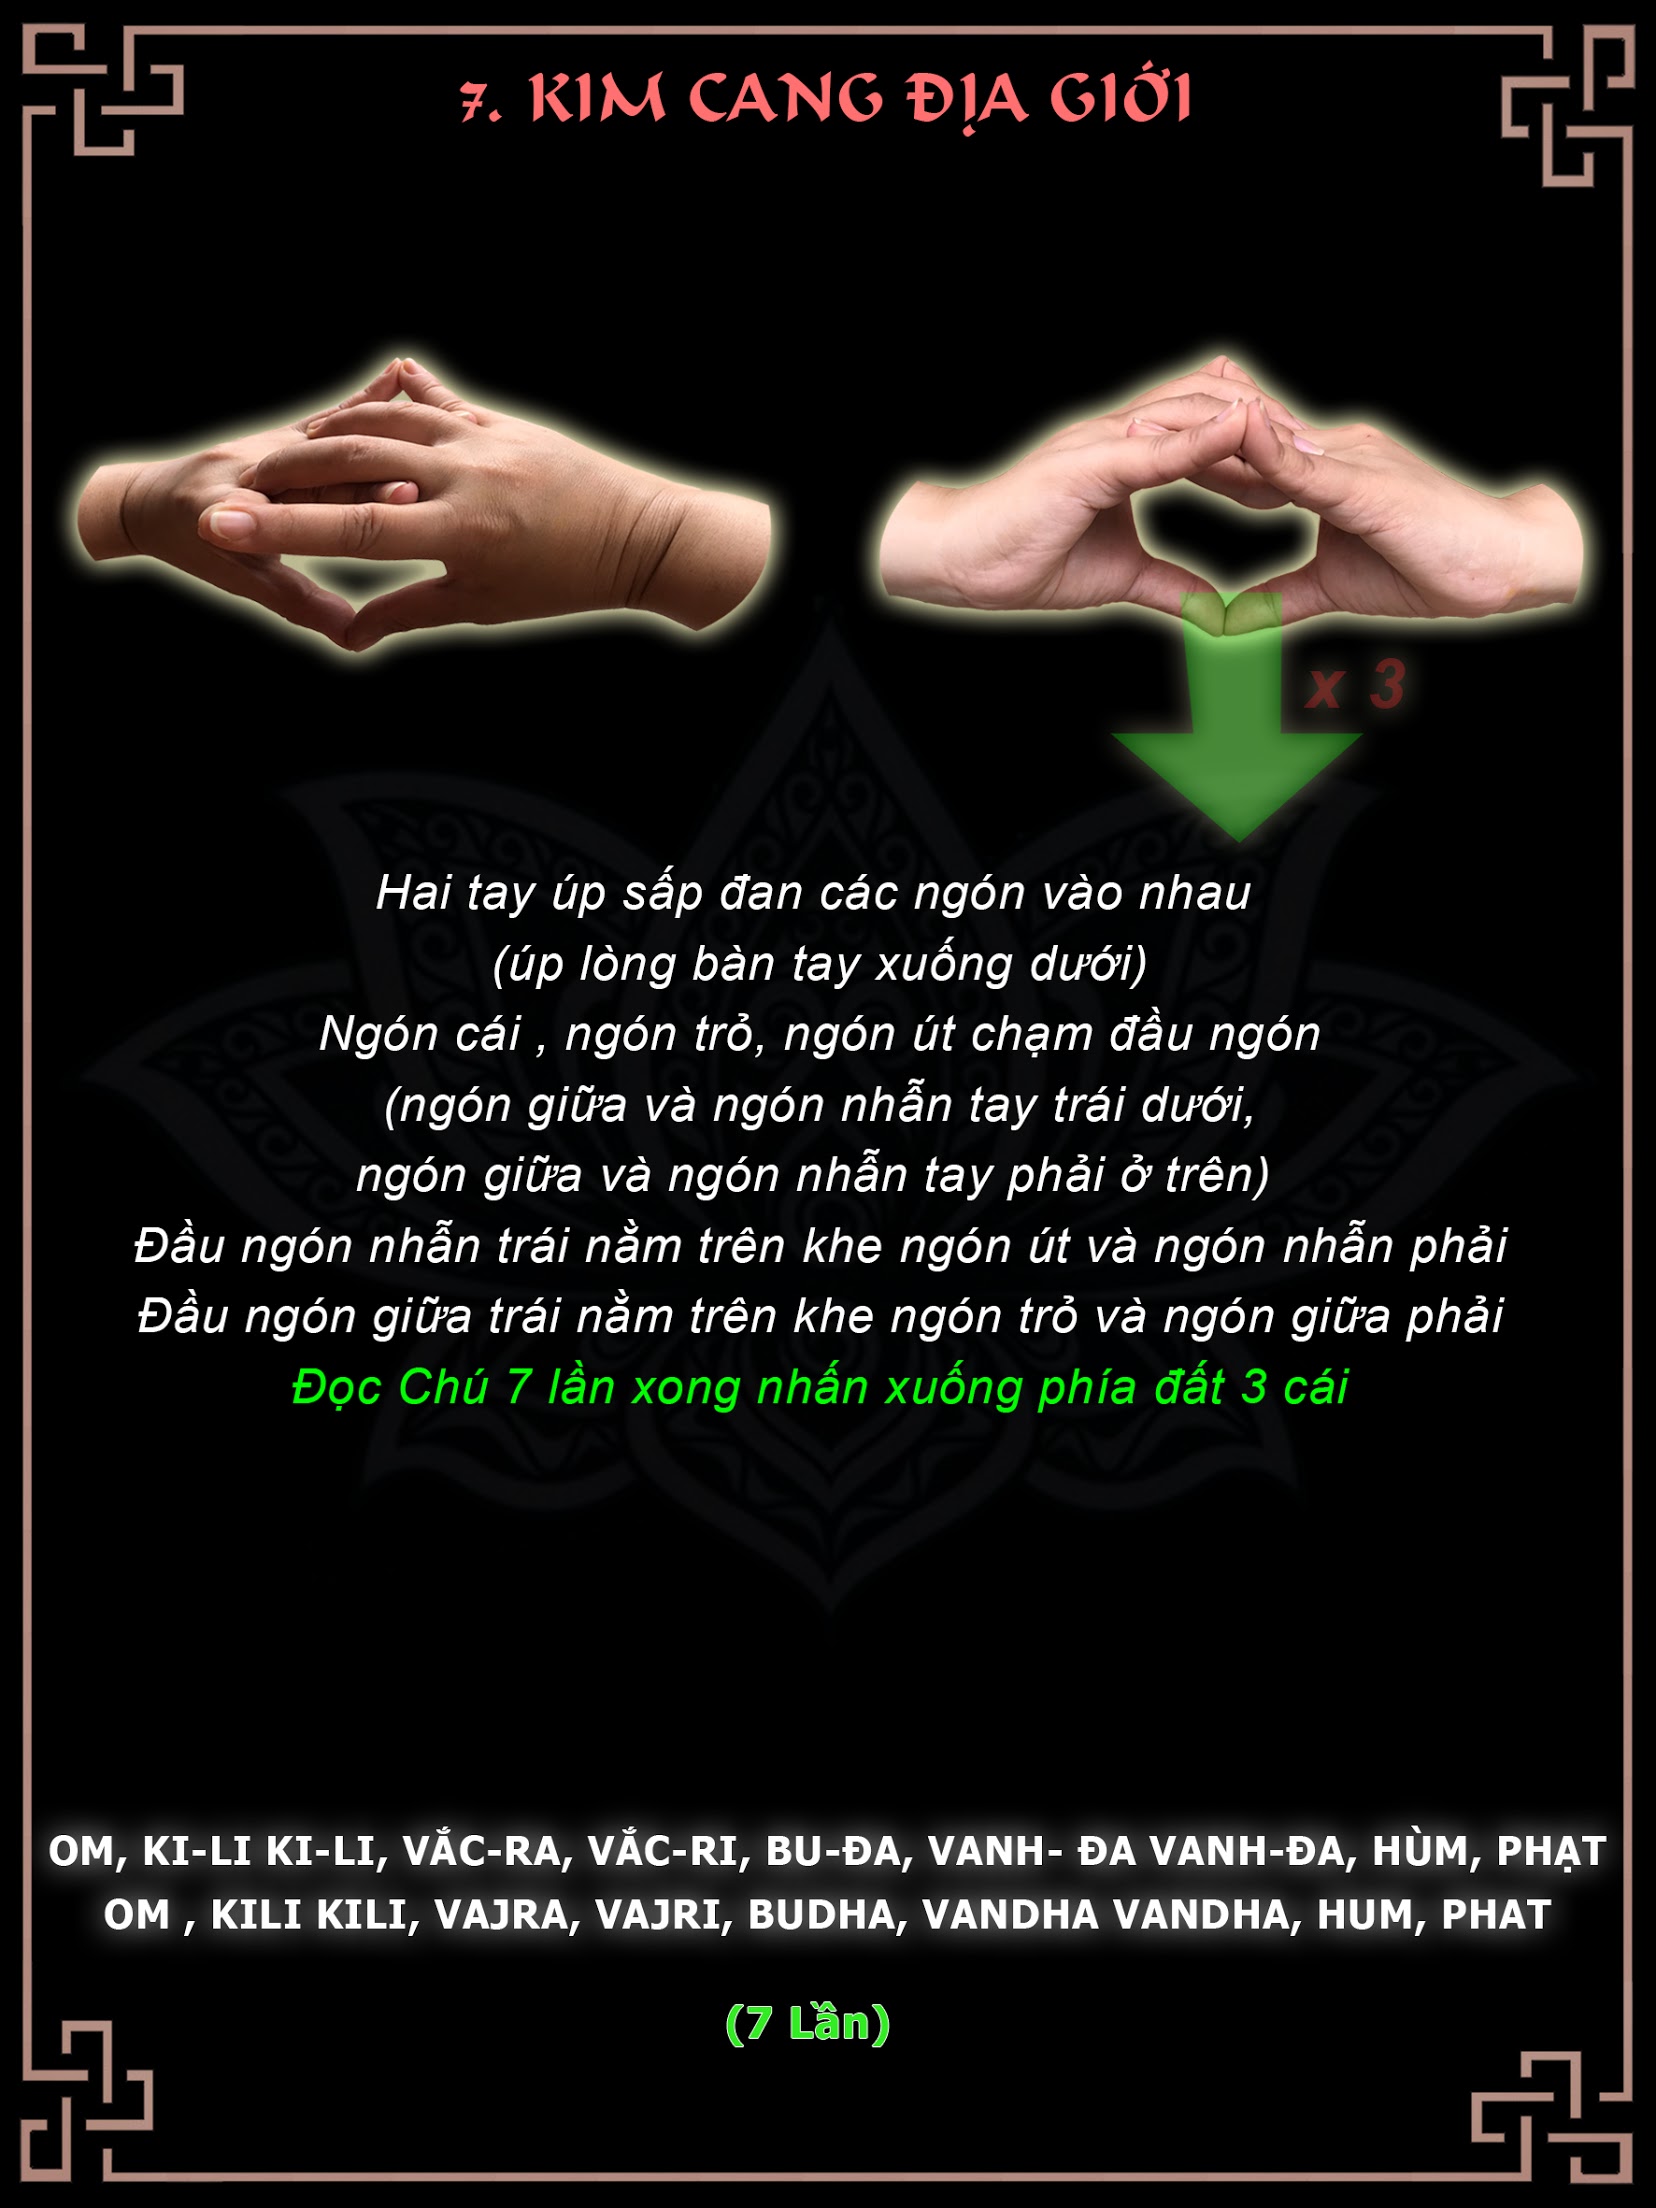 7. KIM CANG ĐỊA GIỚI
x 3
Hai tay úp sấp đan các ngón vào nhau
(úp lòng bàn tay xuống dưới)
Ngón cái , ngón trỏ, ngón út chạm đầu ngón
(ngón giữa và ngón nhẫn tay trái dưới,
ngón giữa và ngón nhẫn tay phải ở trên)
Đầu ngón nhẫn trái nằm trên khe ngón út và ngón nhẫn phải
Đầu ngón giữa trái nằm trên khe ngón trỏ và ngón giữa phải
Đọc Chú 7 lần xong nhấn xuống phía đất 3 cái
OM, KI-LI KI-LI, VẮC-RA, VẮC-RI, BU-ĐA, VANH- ĐA VANH-ĐA, HÙM, PHẠT
OM , KILI KILI, VAJRA, VAJRI, BUDHA, VANDHA VANDHA, HUM, PHAT
(7 Lần)